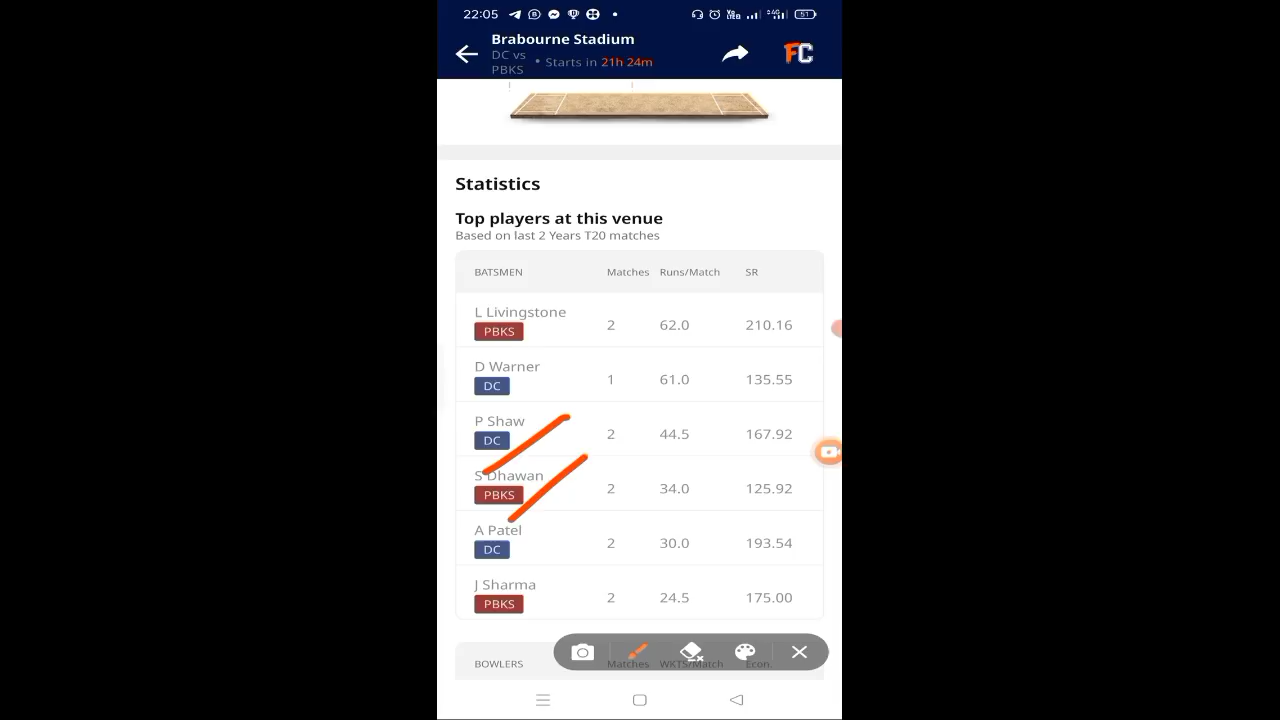 22:05
51
Brabourne Stadium
DC vs PBKS • Starts in 21h 24m
FC
Statistics
Top players at this venue
Based on last 2 Years T20 matches
BATSMEN Matches Runs/Match SR
L Livingstone
PBKS 2 62.0 210.16
D Warner
DC 1 61.0 135.55
P Shaw
DC 2 44.5 167.92
S Dhawan
PBKS 2 34.0 125.92
A Patel
DC 2 30.0 193.54
J Sharma
PBKS 2 24.5 175.00
BOWLERS Matches WKTS/Match Econ.